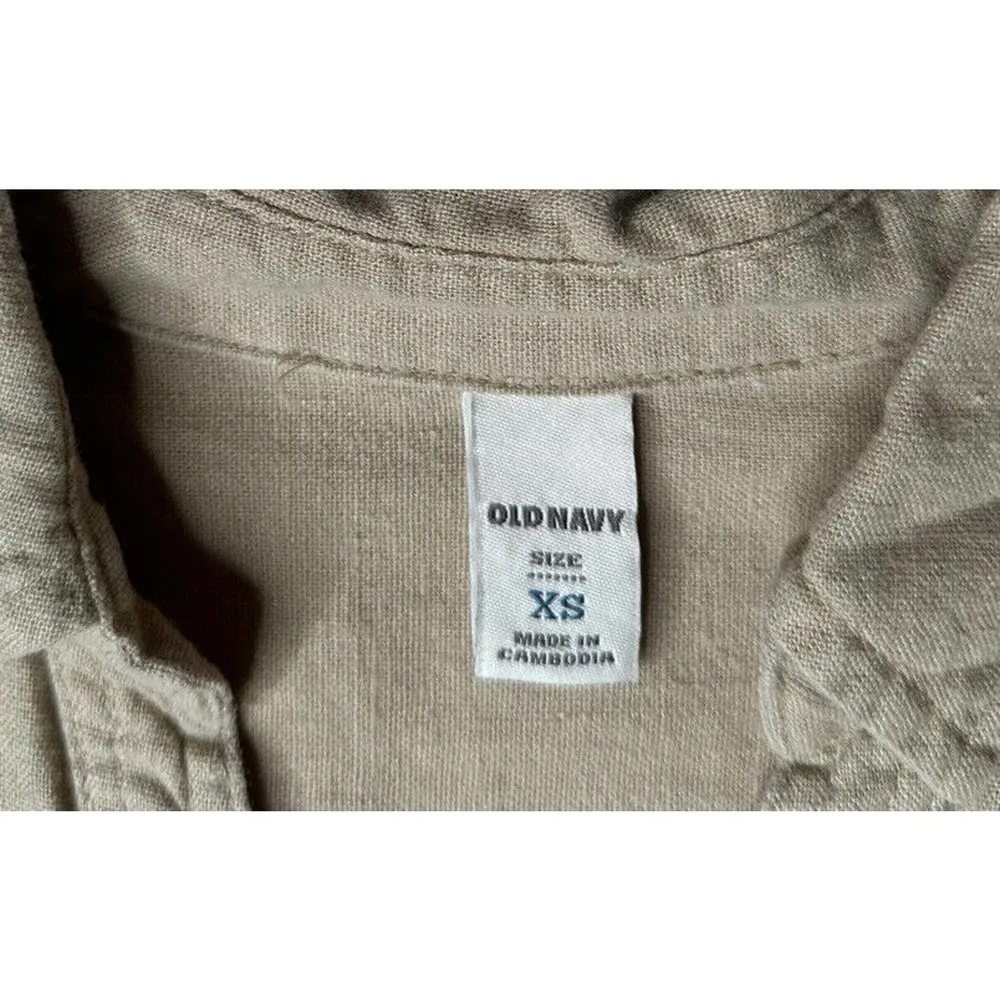 OLD NAVY
SIZE
XS
MADE IN
CAMBODIA